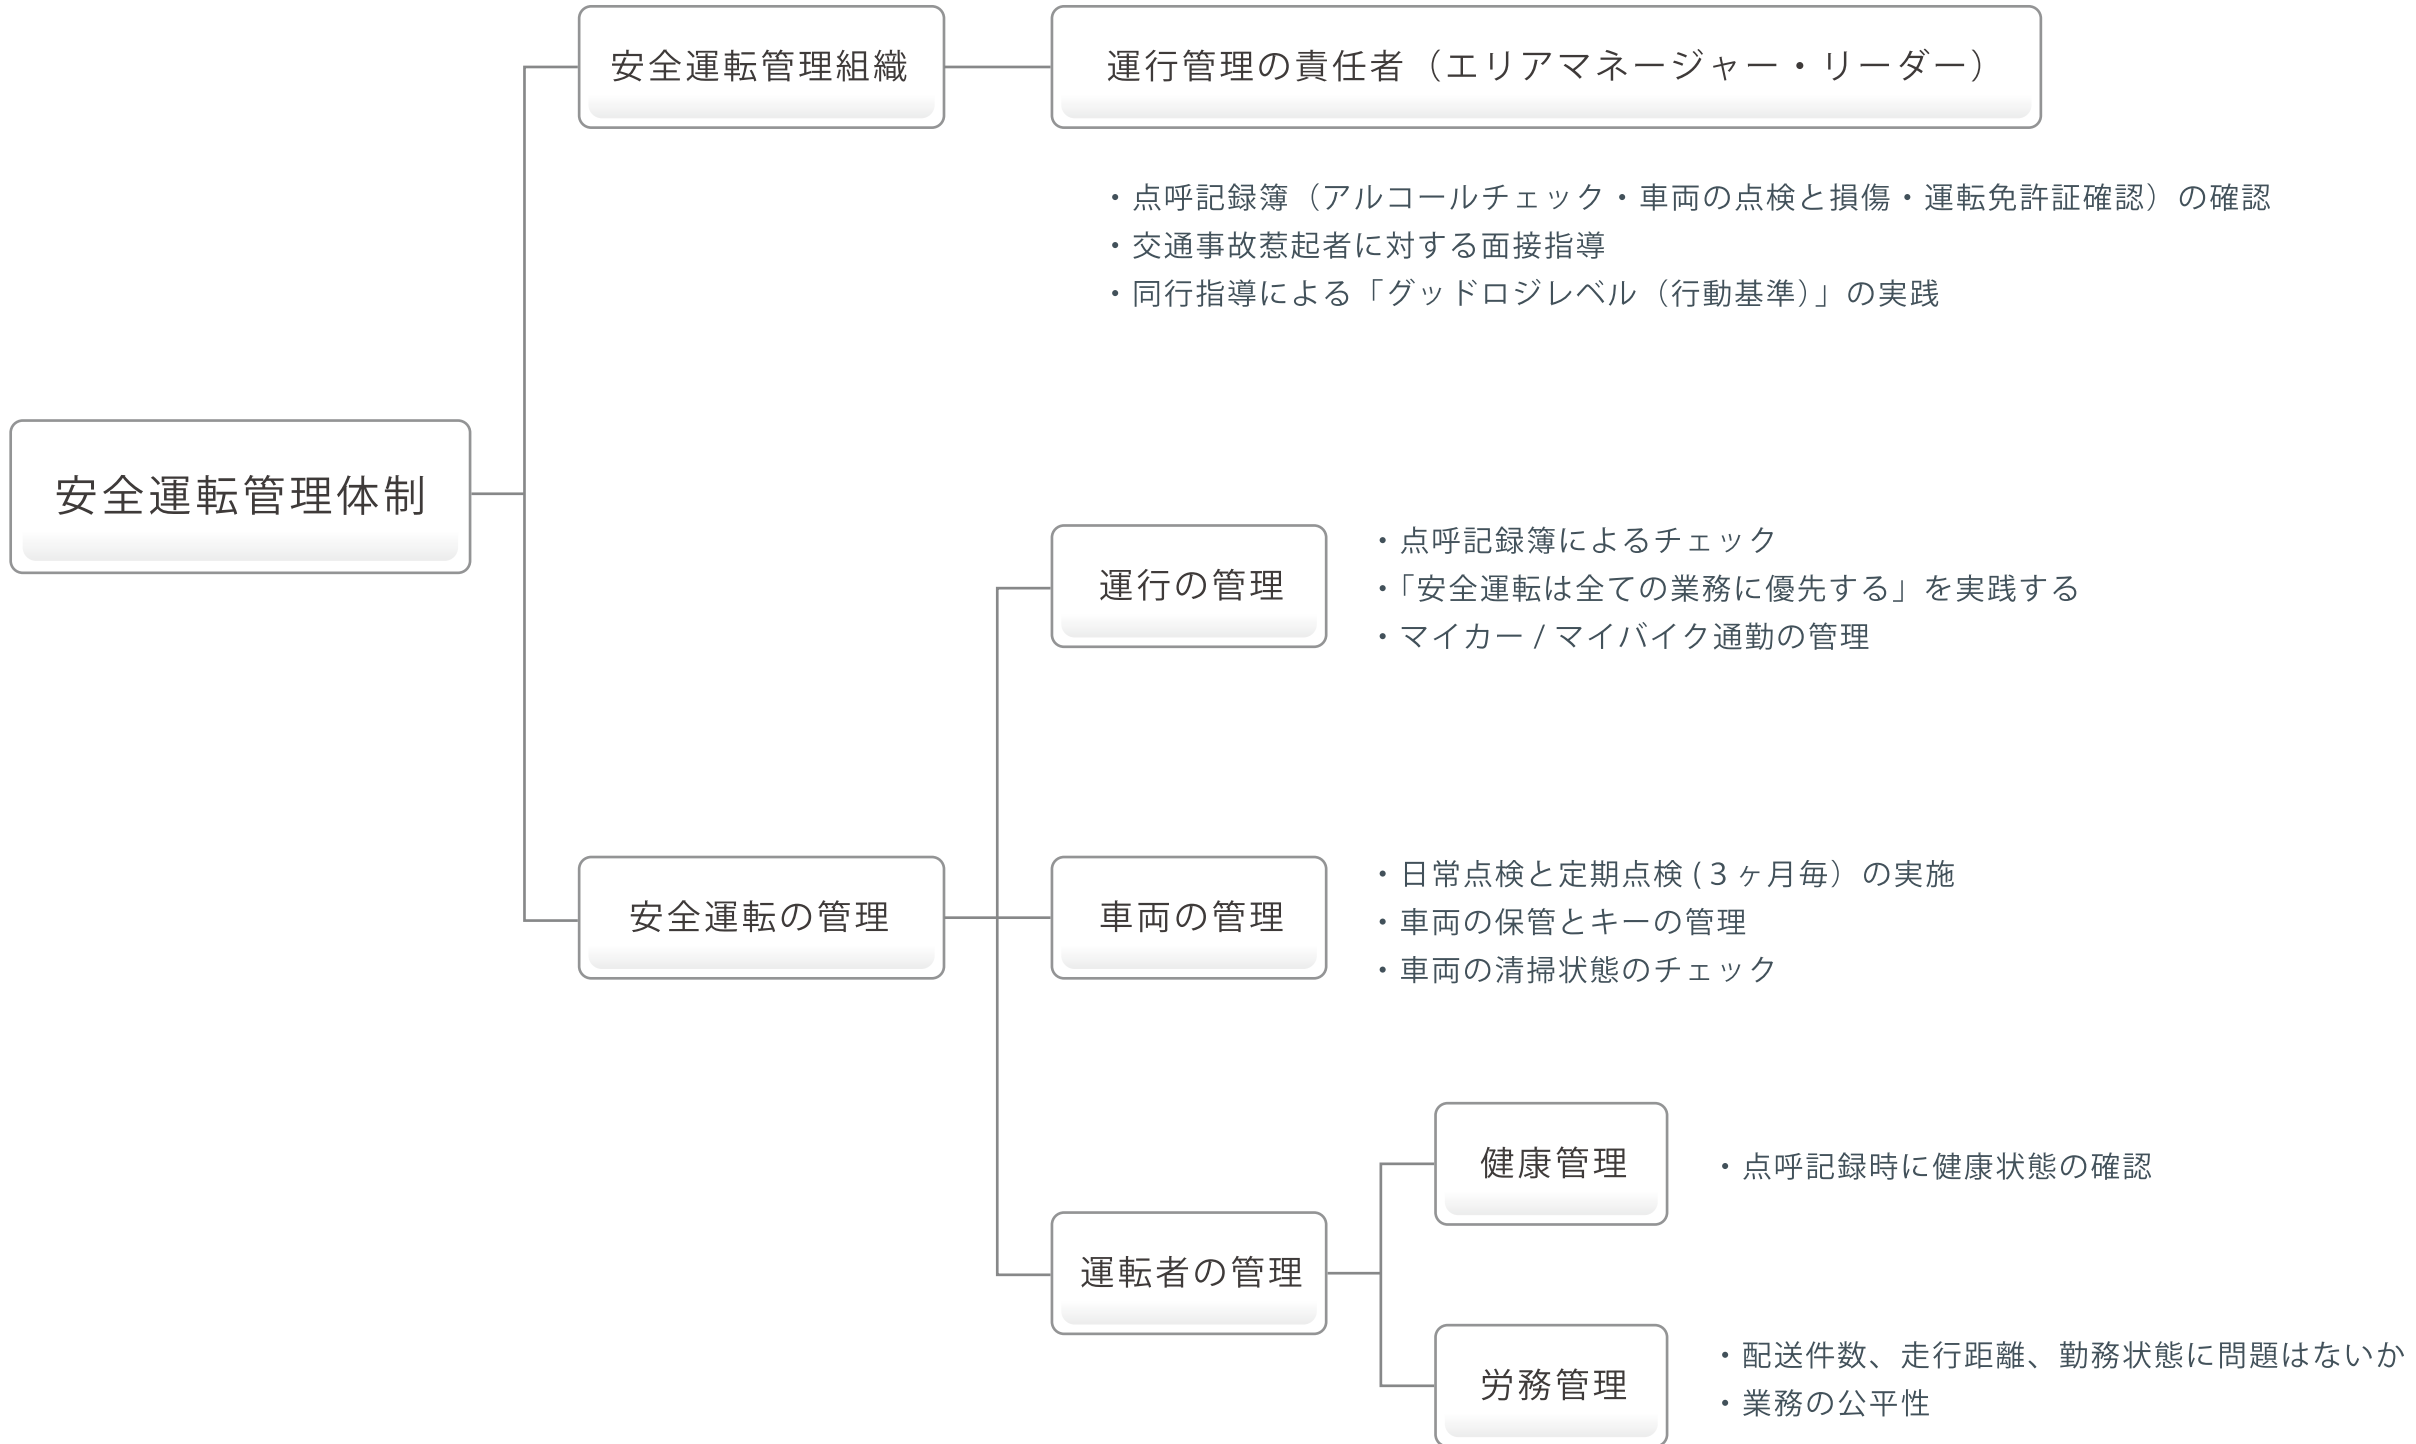 安全運転管理組織
運行管理の責任者（エリアマネージャー・リーダー）
・点呼記録簿（アルコールチェック・車両の点検と損傷・運転免許証確認）の確認
・交通事故惹起者に対する面接指導
・同行指導による「グッドロジレベル（行動基準）」の実践
安全運転管理体制
運行の管理
・点呼記録簿によるチェック
・「安全運転は全ての業務に優先する」を実践する
・マイカー / マイバイク通勤の管理
安全運転の管理
車両の管理
・日常点検と定期点検 (３ヶ月毎）の実施
・車両の保管とキーの管理
・車両の清掃状態のチェック
運転者の管理
健康管理
・点呼記録時に健康状態の確認
労務管理
・配送件数、走行距離、勤務状態に問題はないか
・業務の公平性